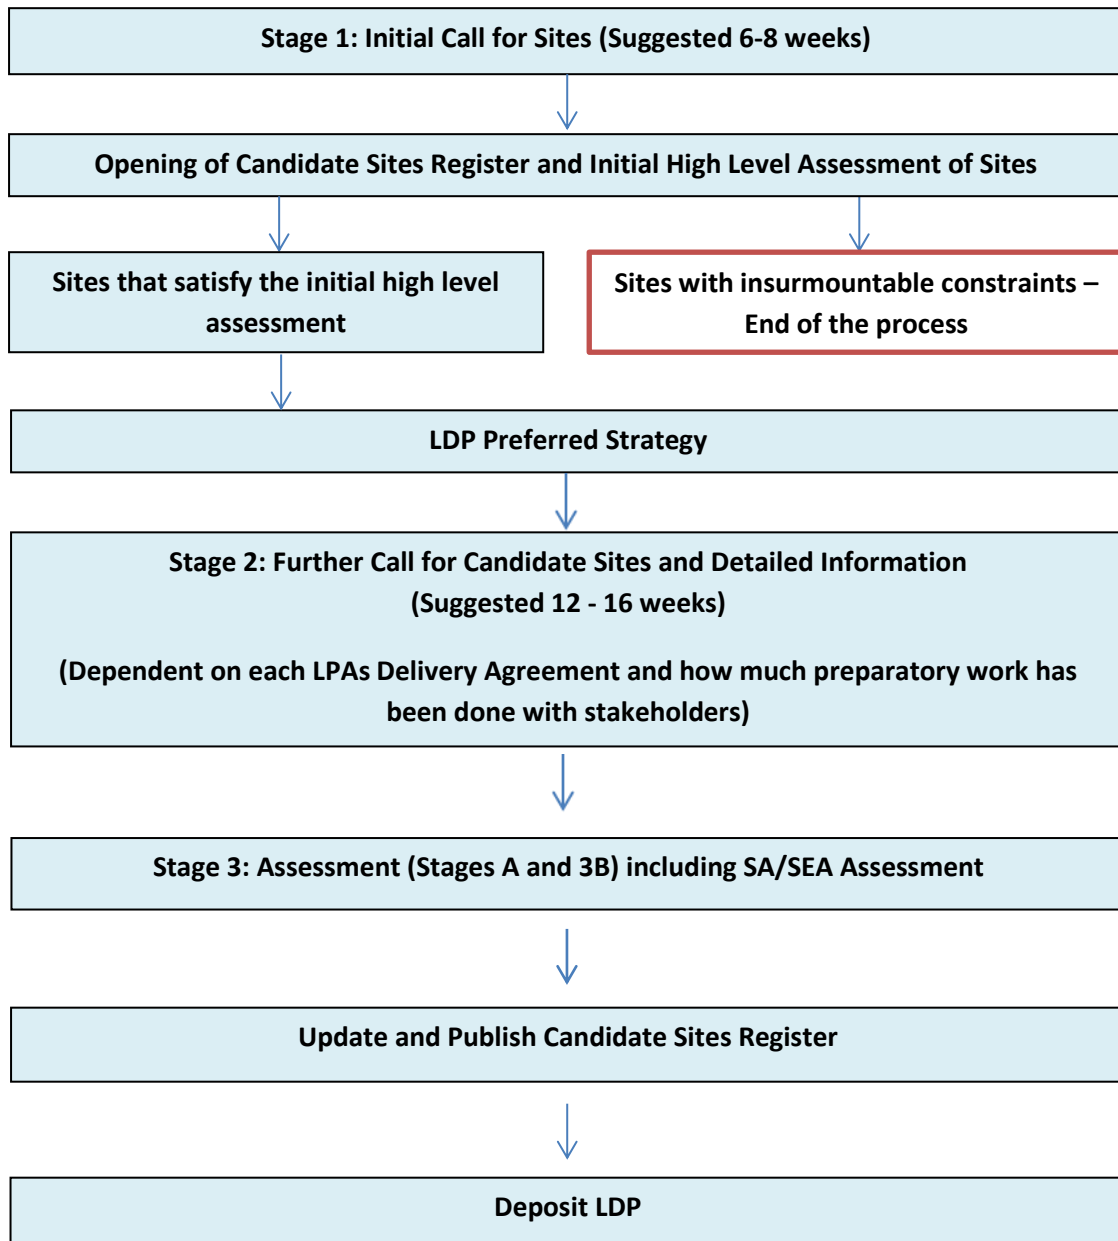 Stage 1: Initial Call for Sites (Suggested 6-8 weeks)
Opening of Candidate Sites Register and Initial High Level Assessment of Sites
Sites that satisfy the initial high level
assessment
Sites with insurmountable constraints –
End of the process
LDP Preferred Strategy
Stage 2: Further Call for Candidate Sites and Detailed Information
(Suggested 12 - 16 weeks)
(Dependent on each LPAs Delivery Agreement and how much preparatory work has
been done with stakeholders)
Stage 3: Assessment (Stages A and 3B) including SA/SEA Assessment
Update and Publish Candidate Sites Register
Deposit LDP